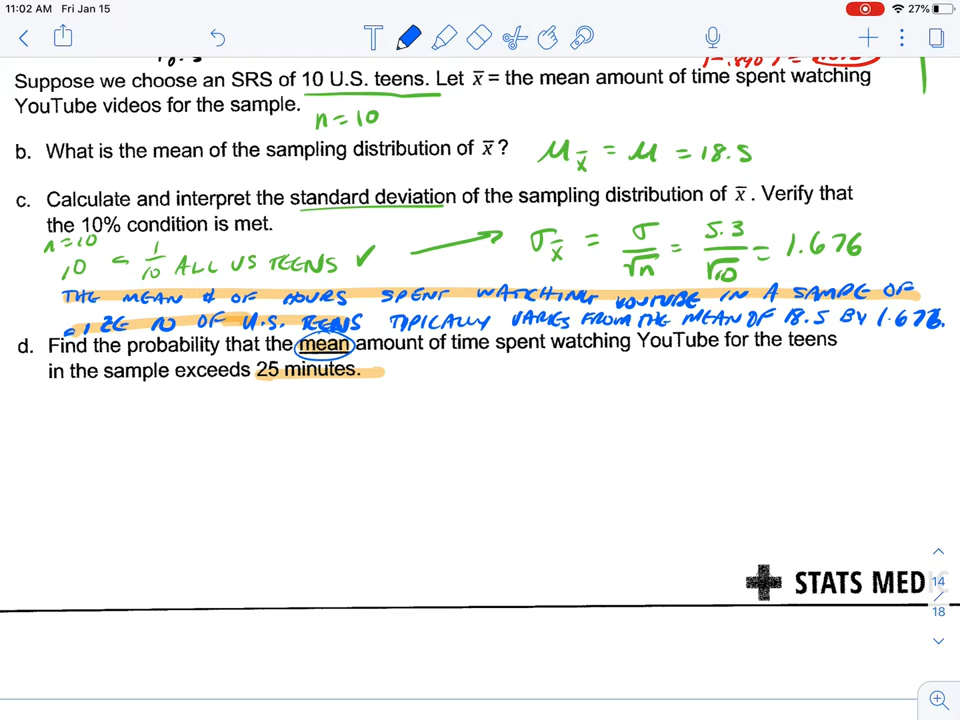 11:02 AM Fri Jan 15
27%
Suppose we choose an SRS of 10 U.S. teens. Let x̄ = the mean amount of time spent watching
YouTube videos for the sample.
n = 10
b. What is the mean of the sampling distribution of x̄ ?
μx̄ = μ = 18.5
c. Calculate and interpret the standard deviation of the sampling distribution of x̄ . Verify that
the 10% condition is met.
n = 10
10 < 1/10 ALL US TEENS ✓
σx̄ = σ/√n = 5.3/√10 = 1.676
THE MEAN # OF HOURS SPENT WATCHING YOUTUBE IN A SAMPLE OF
SIZE 10 OF U.S. TEENS TYPICALLY VARIES FROM THE MEAN OF 18.5 BY 1.676.
d. Find the probability that the mean amount of time spent watching YouTube for the teens
in the sample exceeds 25 minutes.
STATS MED
14
/
18